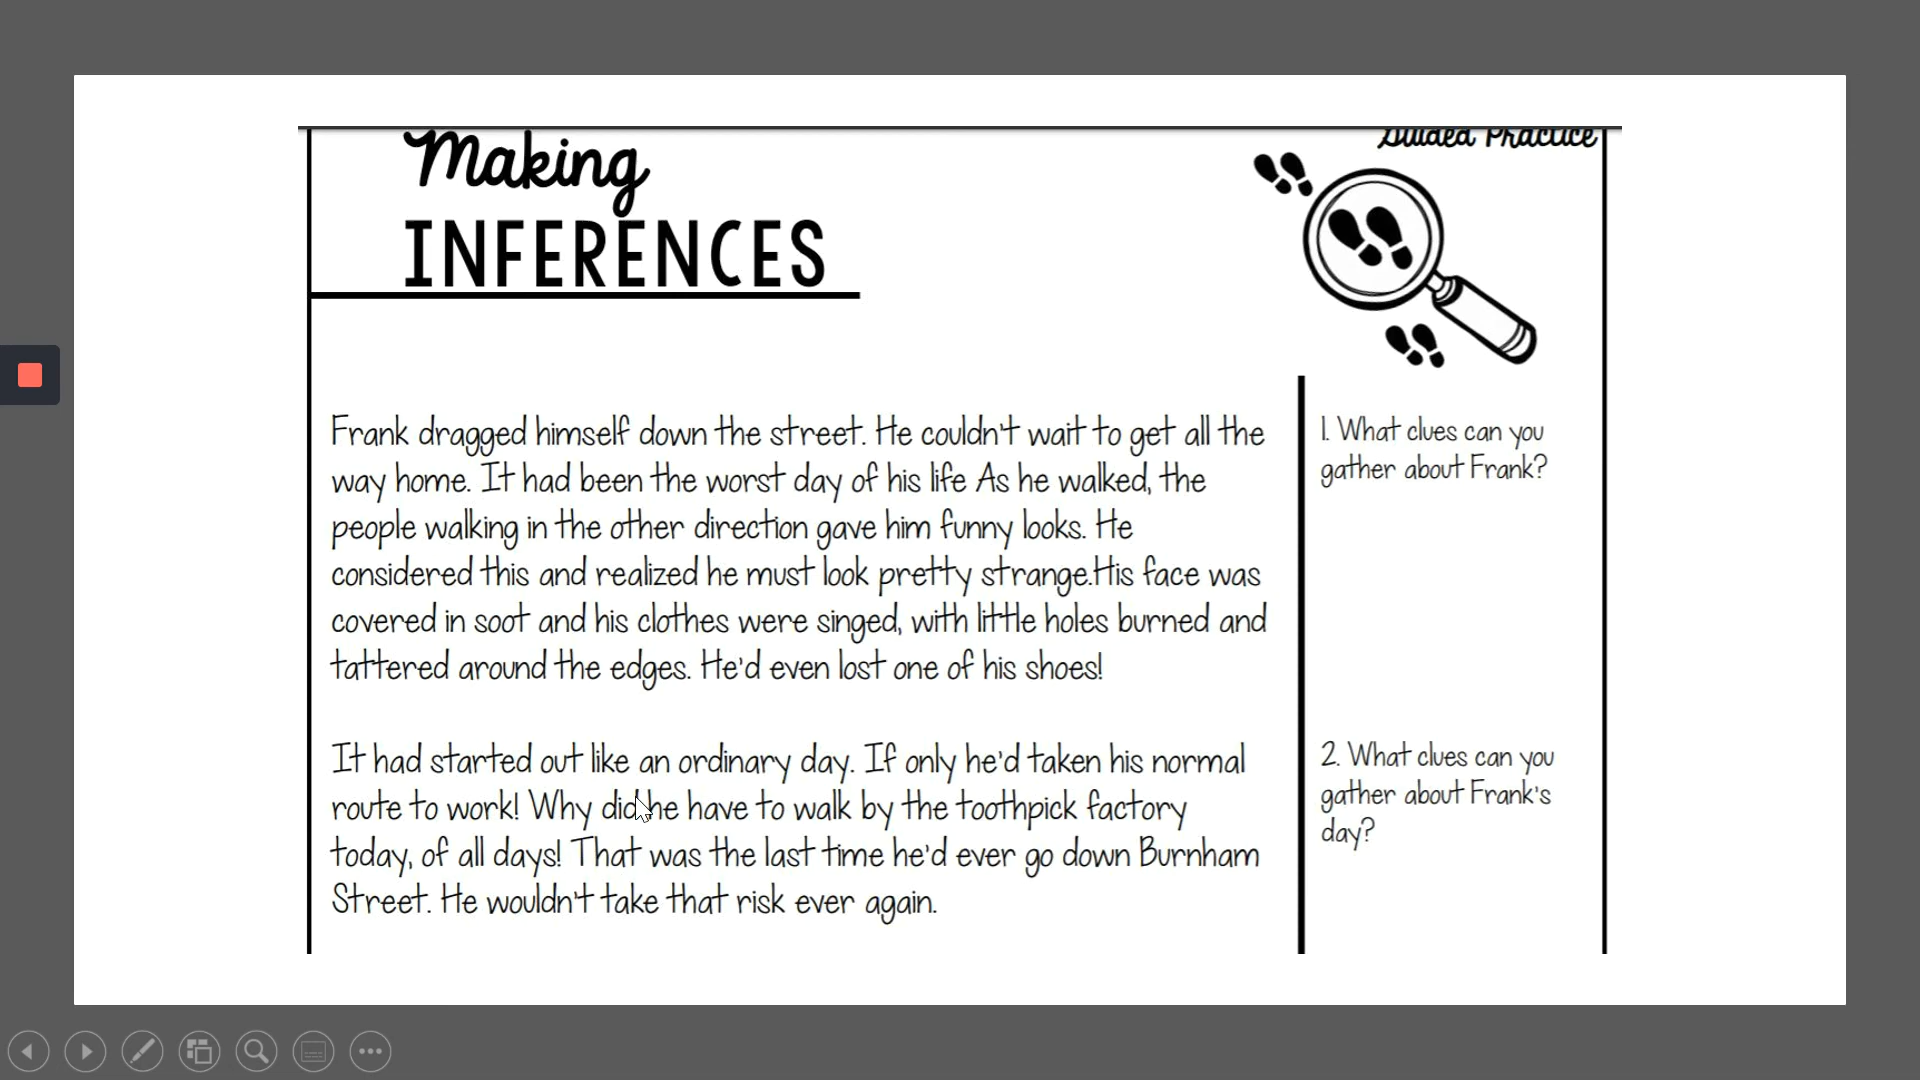 Guided Practice
Making
INFERENCES
Frank dragged himself down the street. He couldn't wait to get all the
way home. It had been the worst day of his life As he walked, the
people walking in the other direction gave him funny looks. He
considered this and realized he must look pretty strange.His face was
covered in soot and his clothes were singed, with little holes burned and
tattered around the edges. He'd even lost one of his shoes!
It had started out like an ordinary day. If only he'd taken his normal
route to work! Why did he have to walk by the toothpick factory
today, of all days! That was the last time he'd ever go down Burnham
Street. He wouldn't take that risk ever again.
1. What clues can you
gather about Frank?
2. What clues can you
gather about Frank's
day?